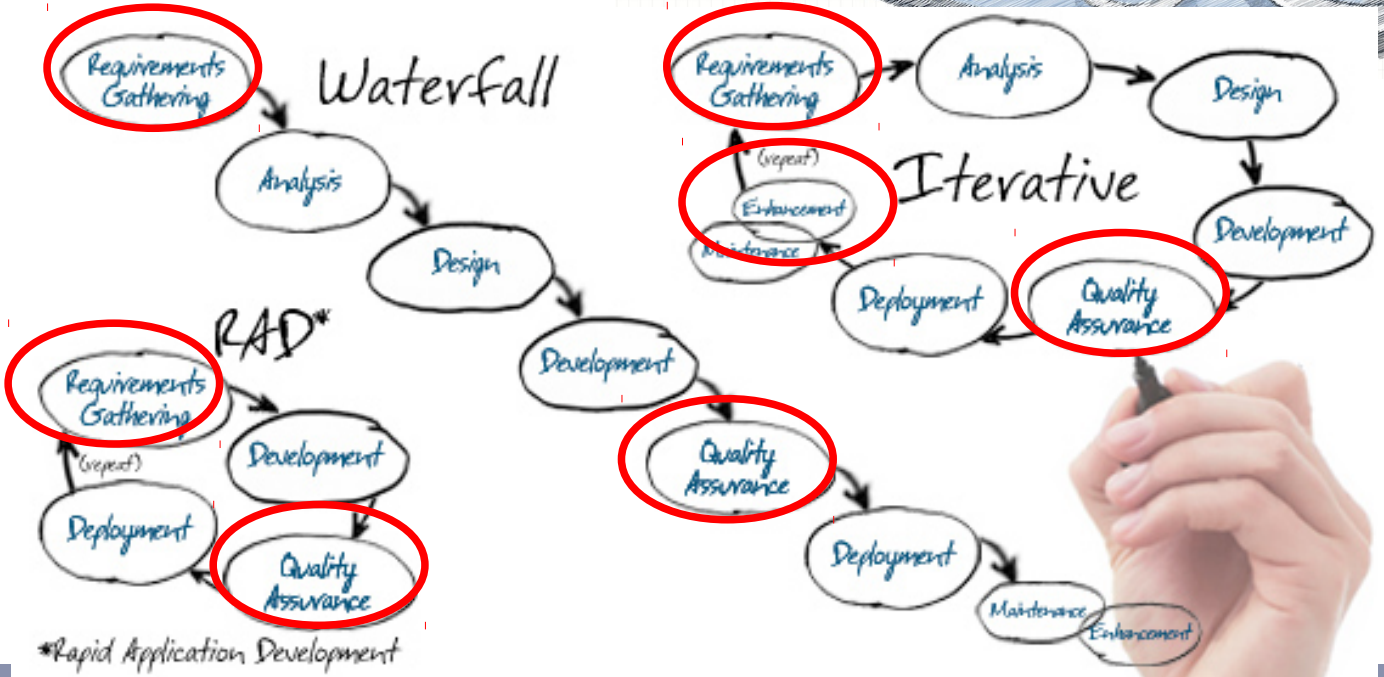 Waterfall
Requirements
Gathering
Analysis
Design
Development
Quality
Assurance
Deployment
Maintenance
Enhancement
Iterative
Requirements
Gathering
Analysis
Design
Development
Quality
Assurance
Deployment
Maintenance
Enhancement
(repeat)
RAD*
Requirements
Gathering
Development
Quality
Assurance
Deployment
(repeat)
*Rapid Application Development